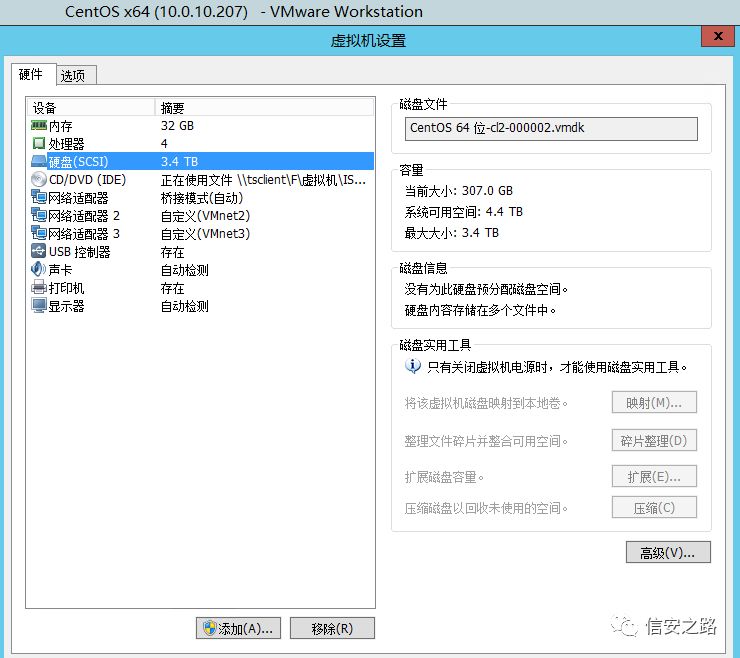 CentOS x64 (10.0.10.207) - VMware Workstation
虚拟机设置
x
硬件 选项
设备 摘要
内存 32 GB
处理器 4
硬盘(SCSI) 3.4 TB
CD/DVD (IDE) 正在使用文件 \\tsclient\F\虚拟机\IS...
网络适配器 桥接模式(自动)
网络适配器 2 自定义(VMnet2)
网络适配器 3 自定义(VMnet3)
USB 控制器 存在
声卡 自动检测
打印机 存在
显示器 自动检测
添加(A)... 移除(R)
磁盘文件
CentOS 64 位-cl2-000002.vmdk
容量
当前大小: 307.0 GB
系统可用空间: 4.4 TB
最大大小: 3.4 TB
磁盘信息
没有为此硬盘预分配磁盘空间。
硬盘内容存储在多个文件中。
磁盘实用工具
只有关闭虚拟机电源时，才能使用磁盘实用工具。
将该虚拟机磁盘映射到本地卷。 映射(M)...
整理文件碎片并整合可用空间。 碎片整理(D)
扩展磁盘容量。 扩展(E)...
压缩磁盘以回收未使用的空间。 压缩(C)
高级(V)...
信安之路